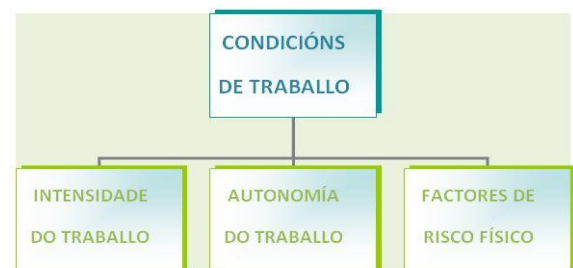 CONDICIÓNS
DE TRABALLO
INTENSIDADE
DO TRABALLO
AUTONOMÍA
DO TRABALLO
FACTORES DE
RISCO FÍSICO